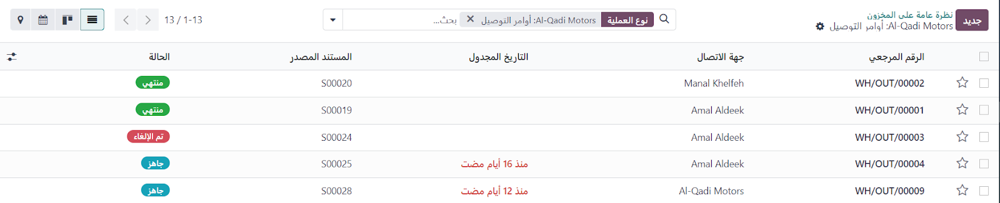 جديد
نظرة عامة على المخزون
Al-Qadi Motors: أوامر التوصيل
نوع العملية Al-Qadi Motors: أوامر التوصيل ✕ بحث...
13 / 1-13
الرقم المرجعي جهة الاتصال التاريخ المجدول المستند المصدر الحالة
WH/OUT/00002 Manal Khelfeh S00020 منتهي
WH/OUT/00001 Amal Aldeek S00019 منتهي
WH/OUT/00003 Amal Aldeek S00024 تم الإلغاء
WH/OUT/00004 Amal Aldeek منذ 16 أيام مضت S00025 جاهز
WH/OUT/00009 Al-Qadi Motors منذ 12 أيام مضت S00028 جاهز